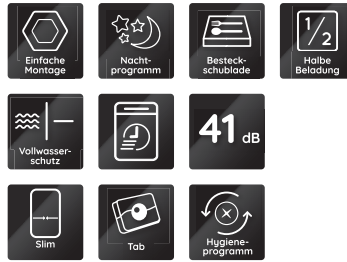 Einfache
Montage
Nacht-
programm
Besteck-
schublade
1/2
Halbe
Beladung
Vollwasser-
schutz
41 dB
Slim
Tab
Hygiene-
programm